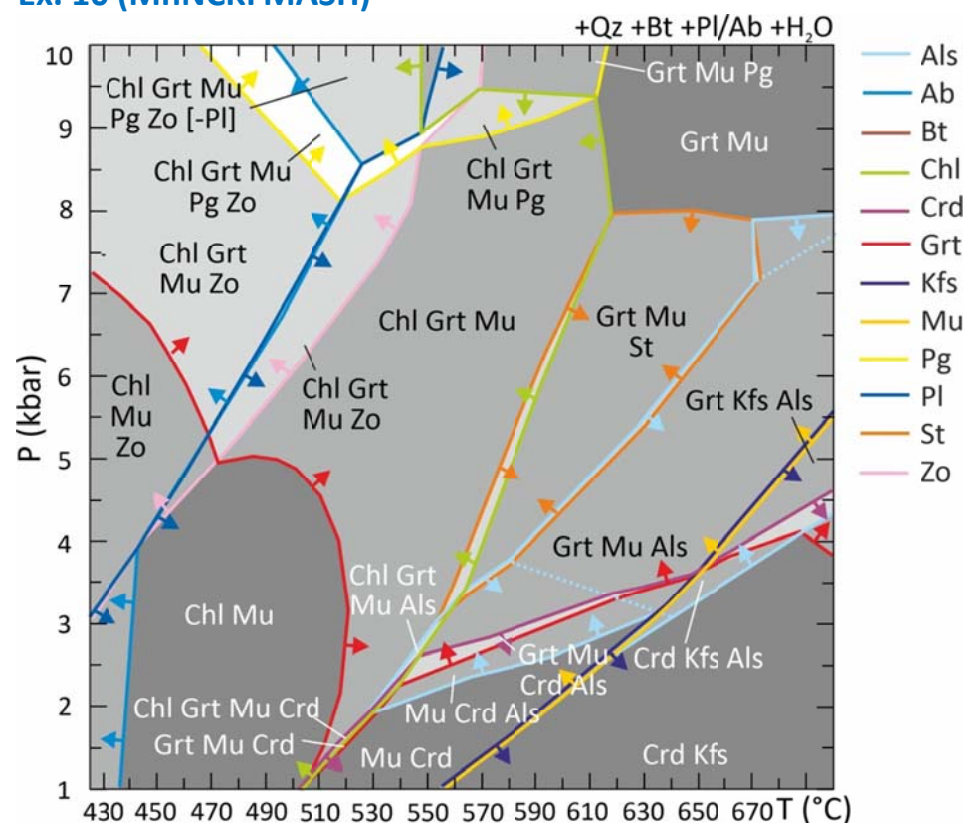 Ex. 10 (MnNCKFMASH)
+Qz +Bt +Pl/Ab +H₂O
10
9
8
7
6
5
4
3
2
1
P (kbar)
430 450 470 490 510 530 550 570 590 610 630 650 670 T (°C)
Chl Grt Mu
Pg Zo [-Pl]
Chl Grt Mu
Pg Zo
Chl Grt
Mu Zo
Chl
Mu
Zo
Chl Grt Mu
Chl Grt
Mu Zo
Chl Grt
Mu Pg
Grt Mu Pg
Grt Mu
Grt Mu
St
Grt Kfs Als
Grt Mu Als
Chl Mu
Chl Grt
Mu Als
Grt Mu
Crd Als
Crd Kfs Als
Mu Crd Als
Chl Grt Mu Crd
Grt Mu Crd
Mu Crd
Crd Kfs
Als
Ab
Bt
Chl
Crd
Grt
Kfs
Mu
Pg
Pl
St
Zo